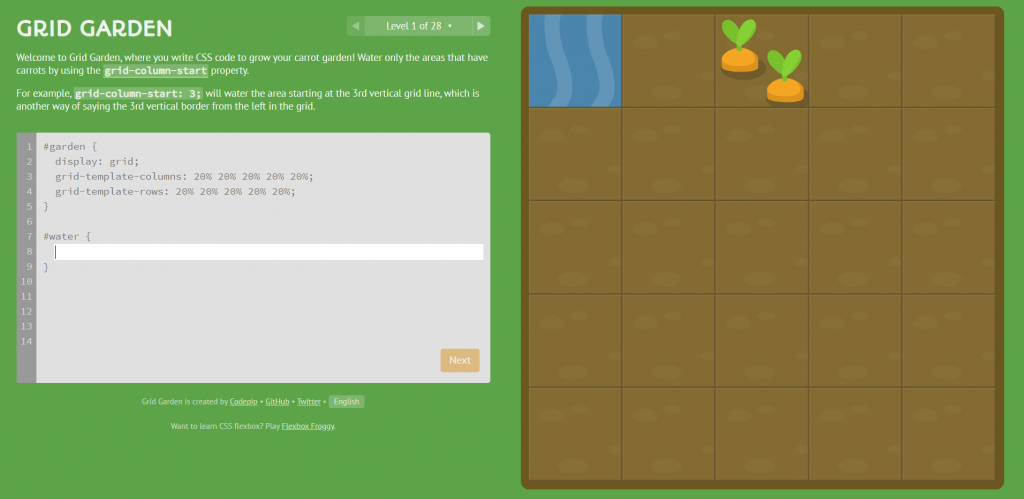 GRID GARDEN
◀ Level 1 of 28 ▾ ▶
Welcome to Grid Garden, where you write CSS code to grow your carrot garden! Water only the areas that have
carrots by using the grid-column-start property.
For example, grid-column-start: 3; will water the area starting at the 3rd vertical grid line, which is
another way of saying the 3rd vertical border from the left in the grid.
1 #garden {
2 display: grid;
3 grid-template-columns: 20% 20% 20% 20% 20%;
4 grid-template-rows: 20% 20% 20% 20% 20%;
5 }
6
7 #water {
8
9 }
10
11
12
13
14
Next
Grid Garden is created by Codepip • GitHub • Twitter • English
Want to learn CSS flexbox? Play Flexbox Froggy.